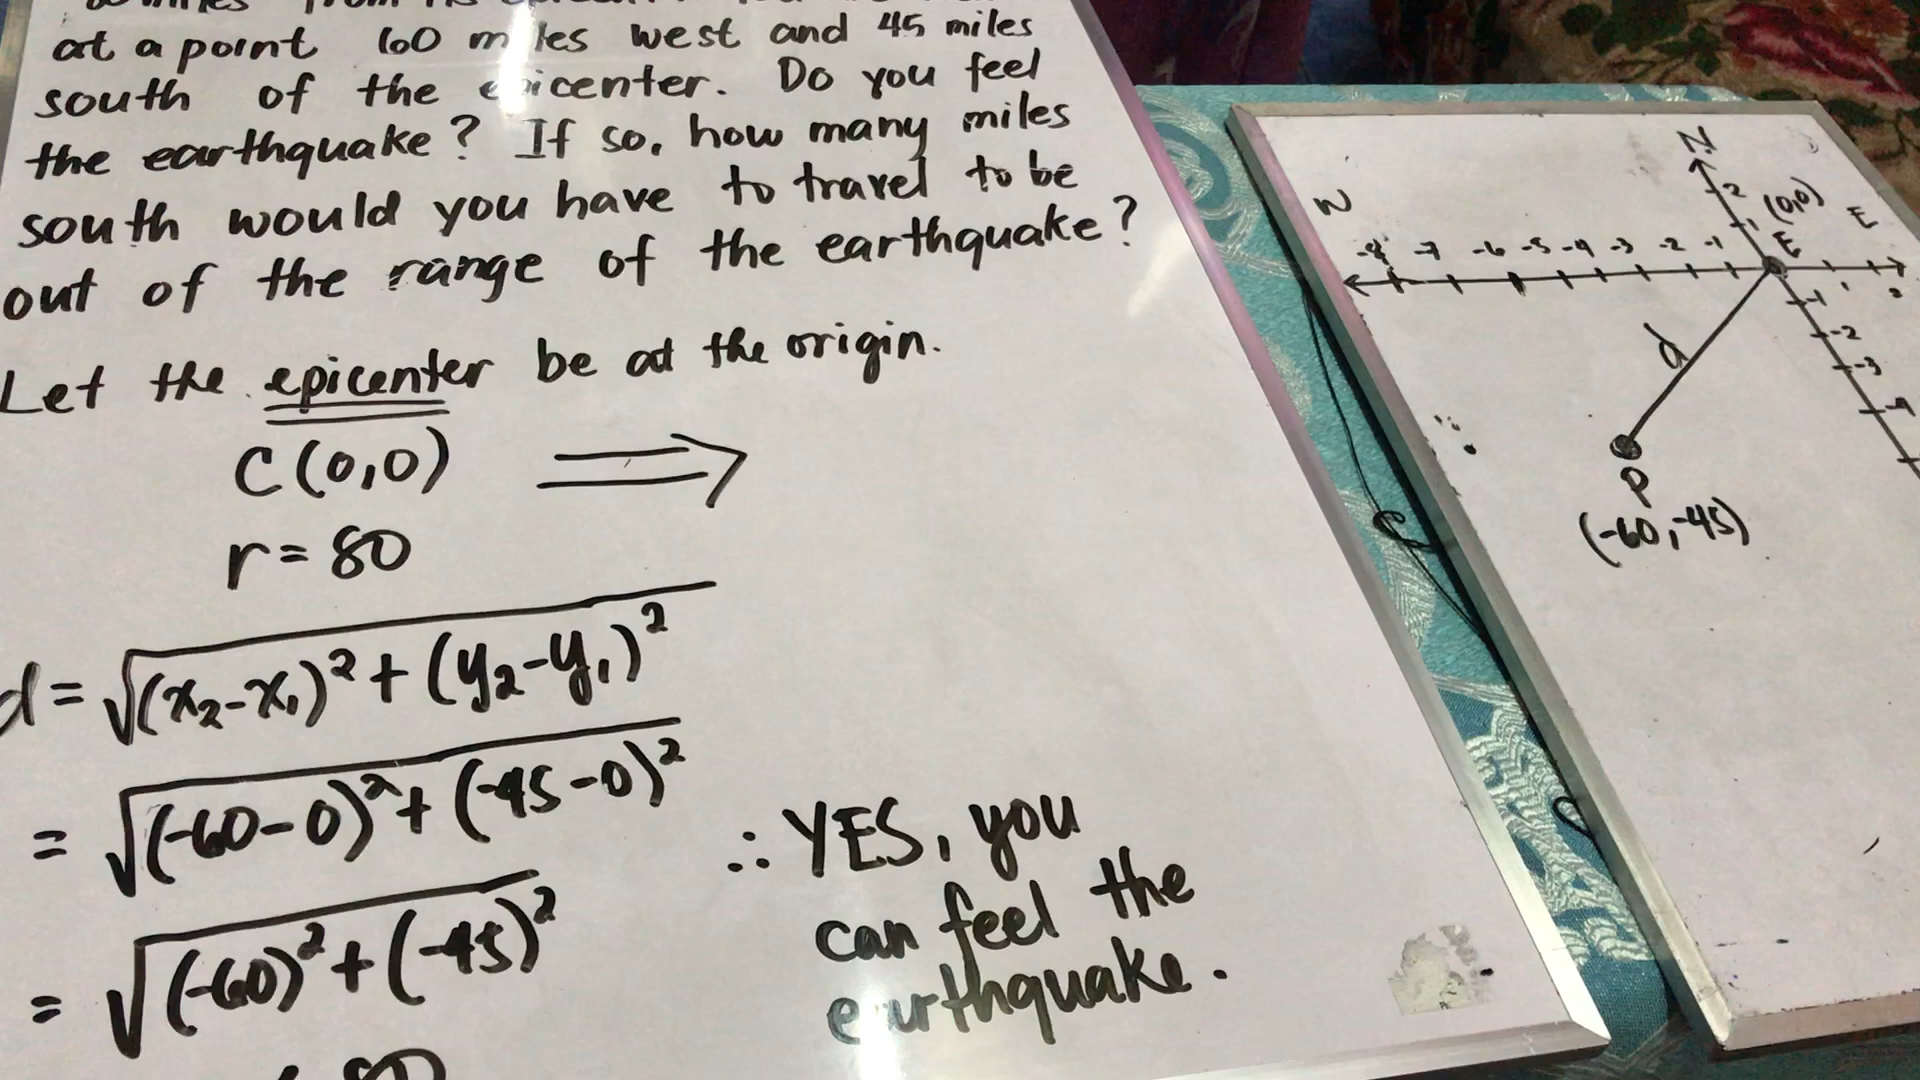 at a point 60 miles west and 45 miles
south of the epicenter. Do you feel
the earthquake? If so, how many miles
south would you have to travel to be
out of the range of the earthquake?
Let the epicenter be at the origin.
C(0,0) ⟹
r = 80
d = √(x₂-x₁)² + (y₂-y₁)²
= √(-60-0)² + (-45-0)²
= √(-60)² + (-45)²
∴ YES, you
can feel the
earthquake.
N
2
1
(0,0)
W
E
E
-8 -7 -6 -5 -4 -3 -2 -1
1 2
-1
-2
-3
-4
d
P
(-60,-45)